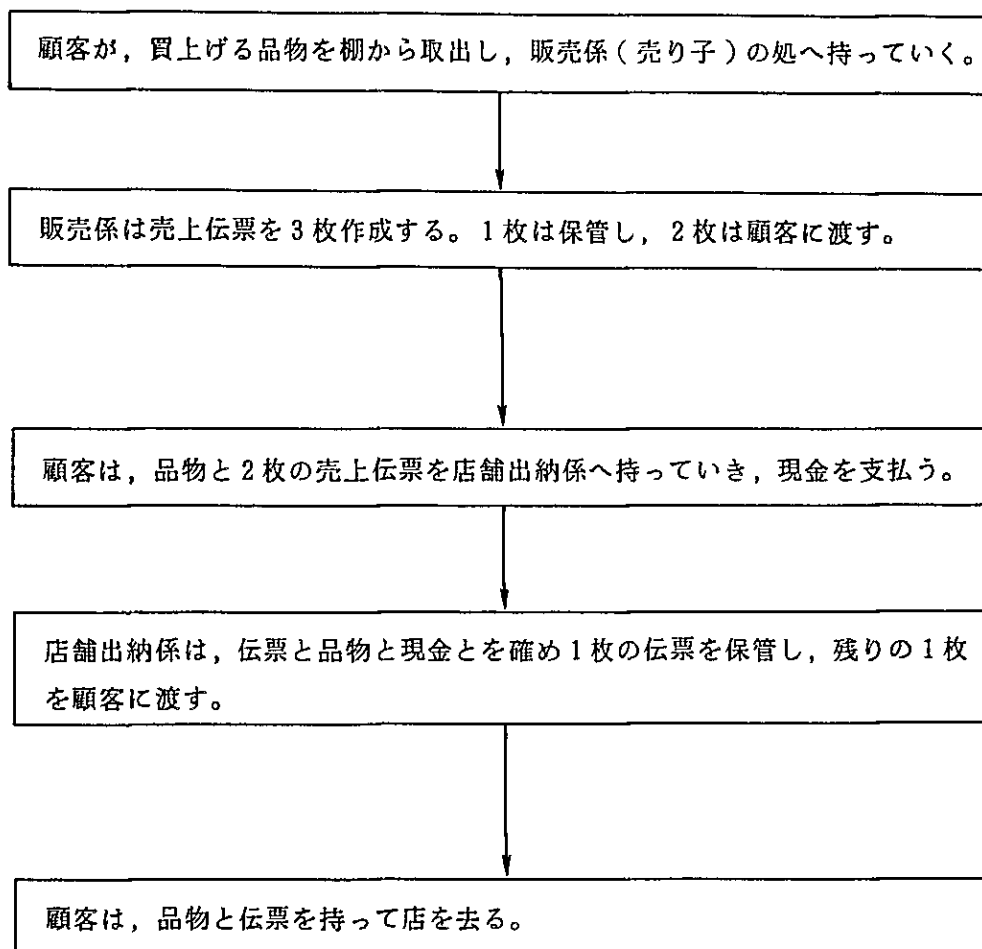 顧客が，買上げる品物を棚から取出し，販売係（売り子）の処へ持っていく。
販売係は売上伝票を3枚作成する。1枚は保管し，2枚は顧客に渡す。
顧客は，品物と2枚の売上伝票を店舗出納係へ持っていき，現金を支払う。
店舗出納係は，伝票と品物と現金とを確め1枚の伝票を保管し，残りの1枚
を顧客に渡す。
顧客は，品物と伝票を持って店を去る。